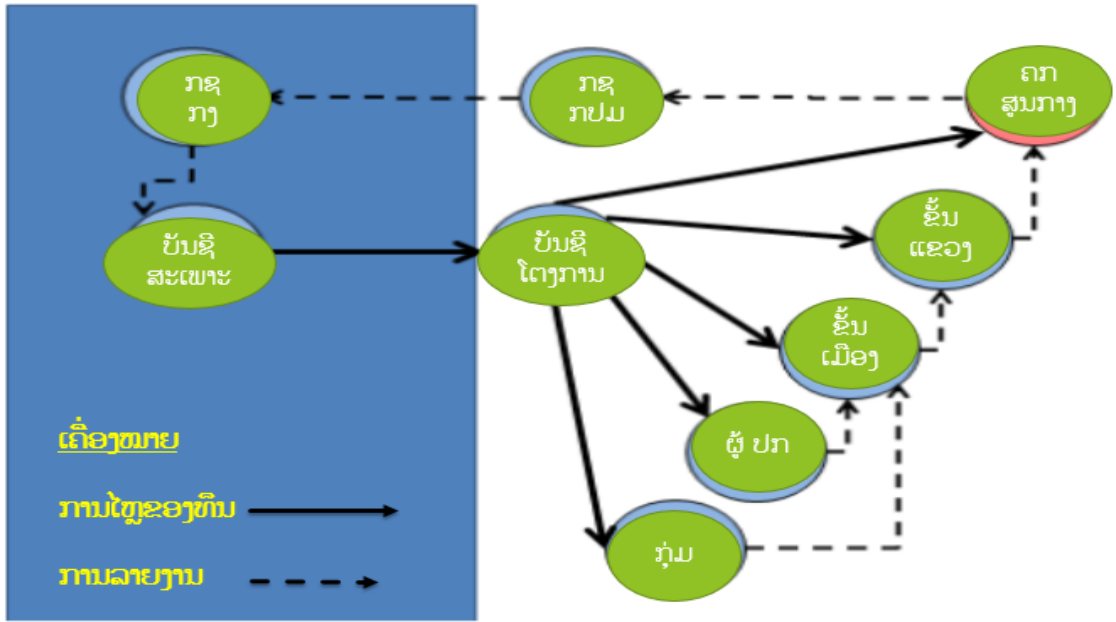 ກຊ
ກງ
ກຊ
ກປມ
ຄກ
ສູນກາງ
ບັນຊີ
ສະເພາະ
ບັນຊີ
ໂຕງການ
ຂັ້ນ
ແຂວງ
ຂັ້ນ
ເມືອງ
ຜູ້ ປກ
ກຸ່ມ
ເຄື່ອງໝາຍ
ການໄຫຼຂອງທຶນ
ການລາຍງານ